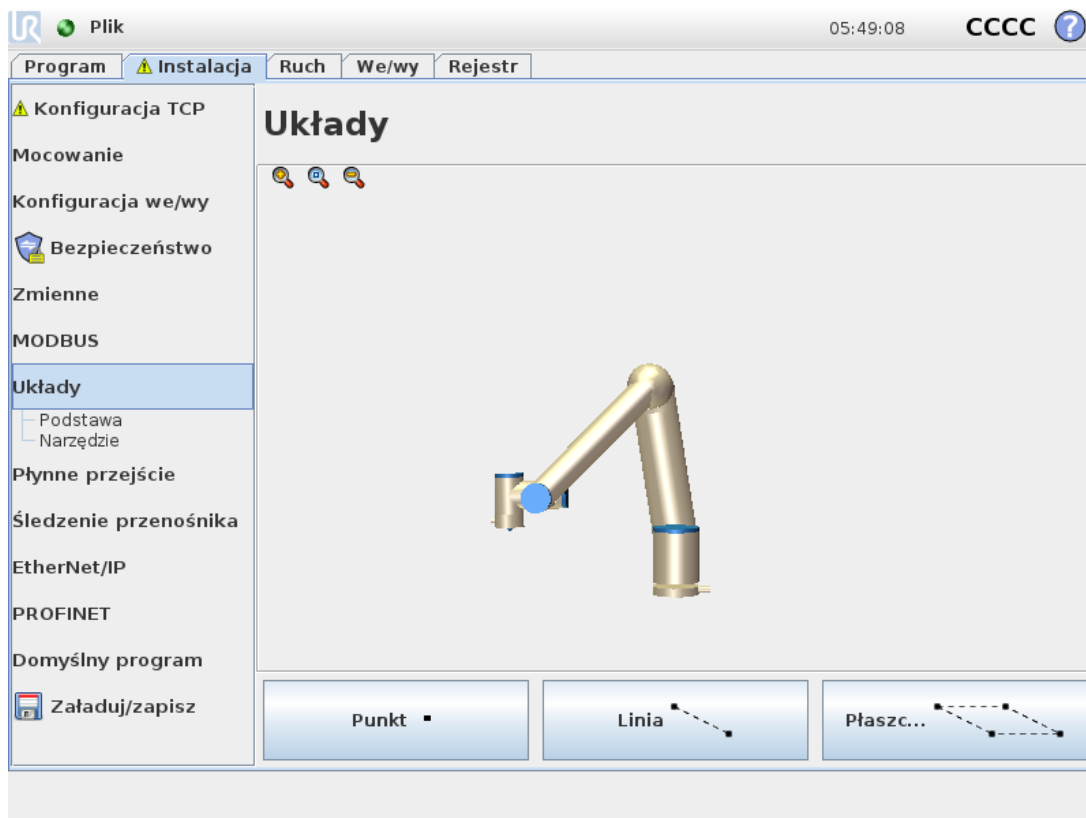 UR Plik 05:49:08 CCCC ?
Program Instalacja Ruch We/wy Rejestr
Konfiguracja TCP
Mocowanie
Konfiguracja we/wy
Bezpieczeństwo
Zmienne
MODBUS
Układy
Podstawa
Narzędzie
Płynne przejście
Śledzenie przenośnika
EtherNet/IP
PROFINET
Domyślny program
Załaduj/zapisz
Układy
Punkt
Linia
Płaszc...